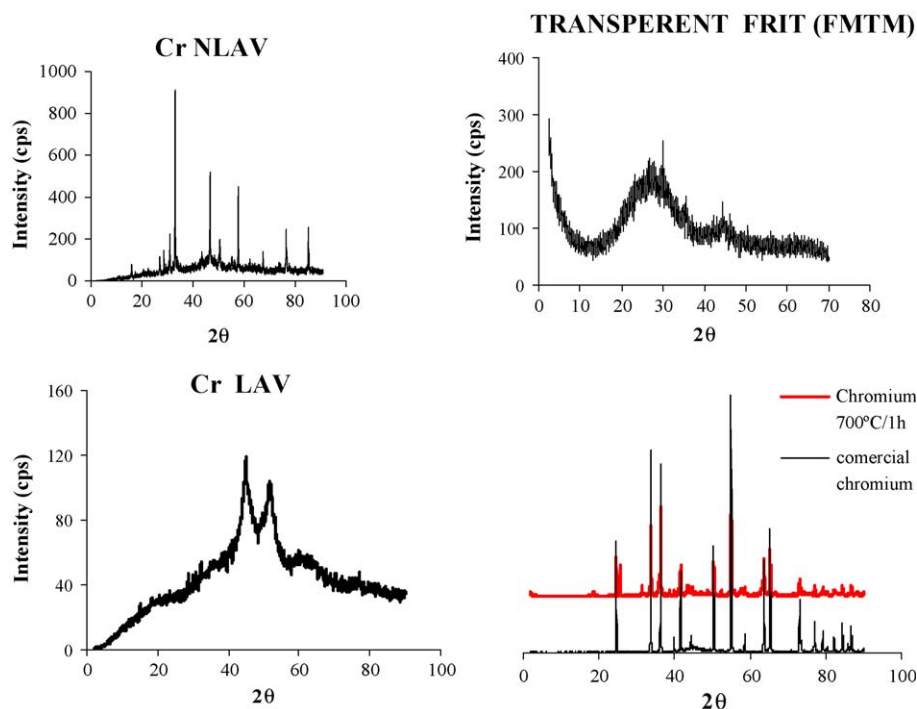 Cr NLAV
Intensity (cps)
1000
800
600
400
200
0
0 20 40 60 80 100
2θ
TRANSPERENT FRIT (FMTM)
Intensity (cps)
400
300
200
100
0
0 10 20 30 40 50 60 70 80
2θ
Cr LAV
Intensity (cps)
160
120
80
40
0
0 20 40 60 80 100
2θ
Chromium
700ºC/1h
comercial
chromium
0 20 40 60 80 100
2θ